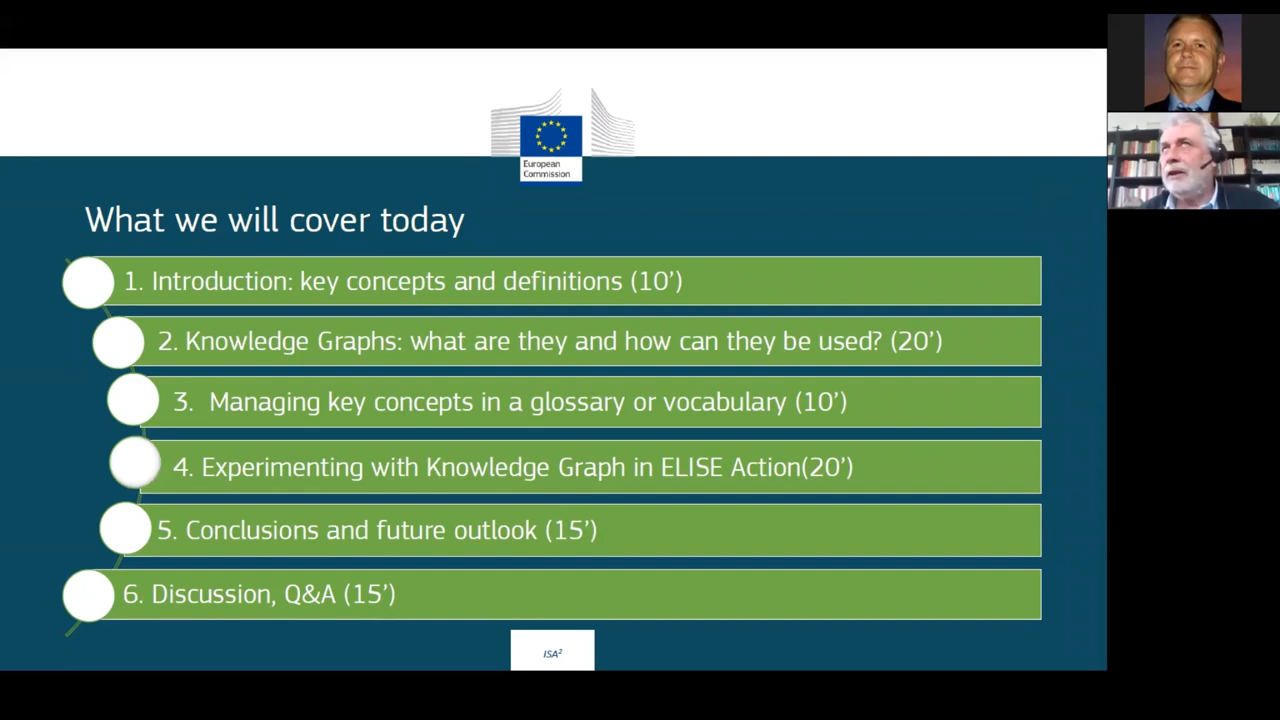 European
Commission
What we will cover today
1. Introduction: key concepts and definitions (10’)
2. Knowledge Graphs: what are they and how can they be used? (20’)
3. Managing key concepts in a glossary or vocabulary (10’)
4. Experimenting with Knowledge Graph in ELISE Action(20’)
5. Conclusions and future outlook (15’)
6. Discussion, Q&A (15’)
ISA²